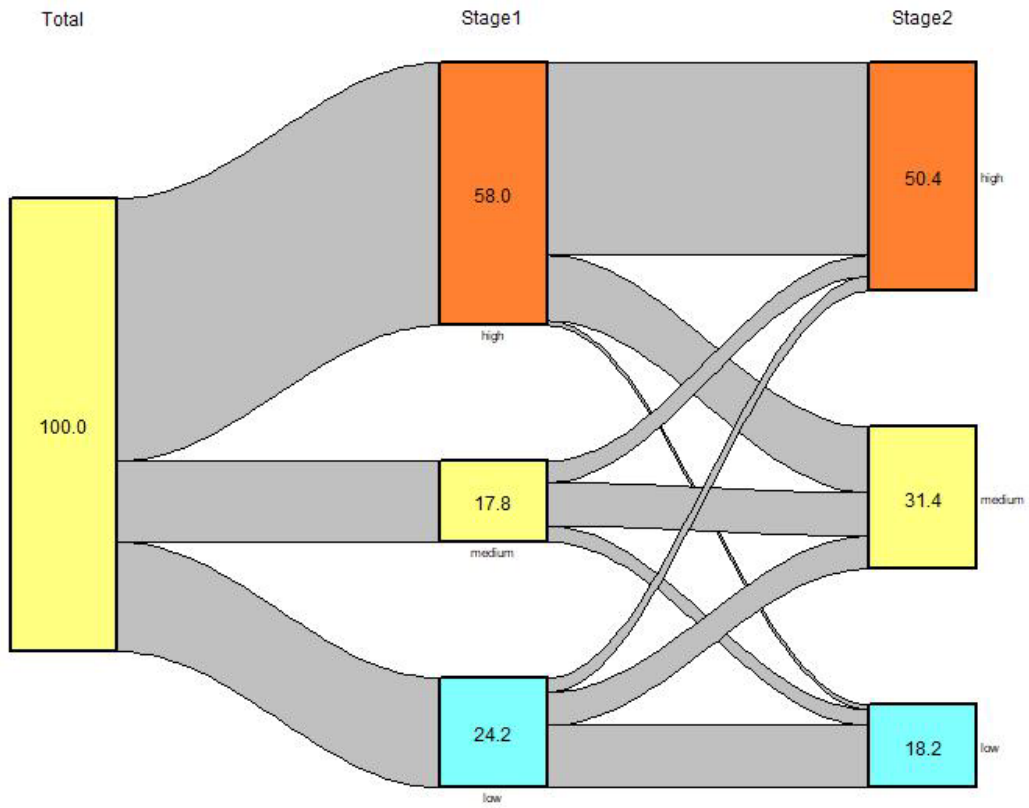 Total
Stage1
Stage2
100.0
58.0
high
17.8
medium
24.2
low
50.4
high
31.4
medium
18.2
low